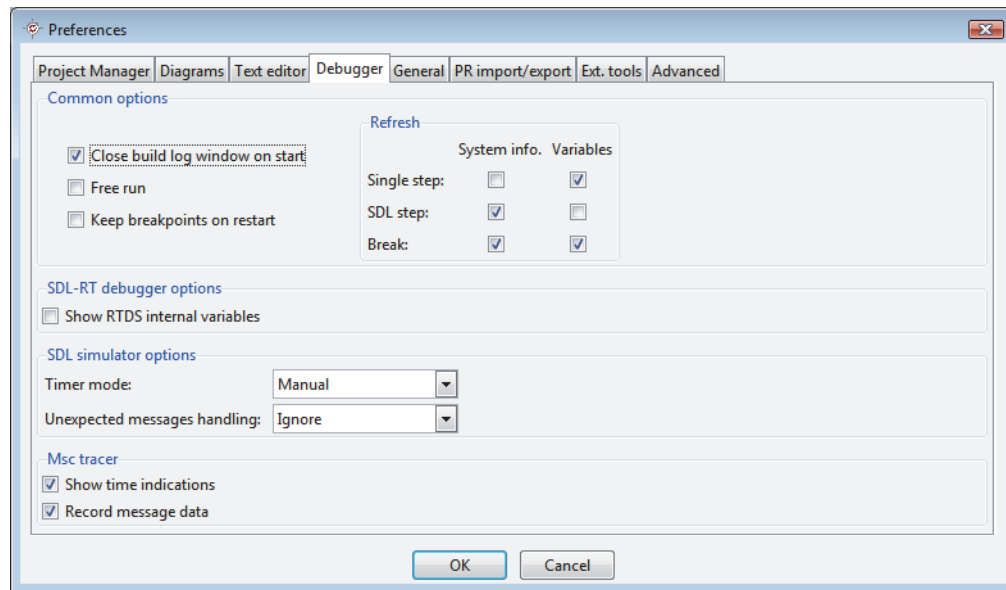 Preferences
Project Manager Diagrams Text editor Debugger General PR import/export Ext. tools Advanced
Common options
Close build log window on start
Free run
Keep breakpoints on restart
Refresh
System info. Variables
Single step:
SDL step:
Break:
SDL-RT debugger options
Show RTDS internal variables
SDL simulator options
Timer mode: Manual
Unexpected messages handling: Ignore
Msc tracer
Show time indications
Record message data
OK Cancel